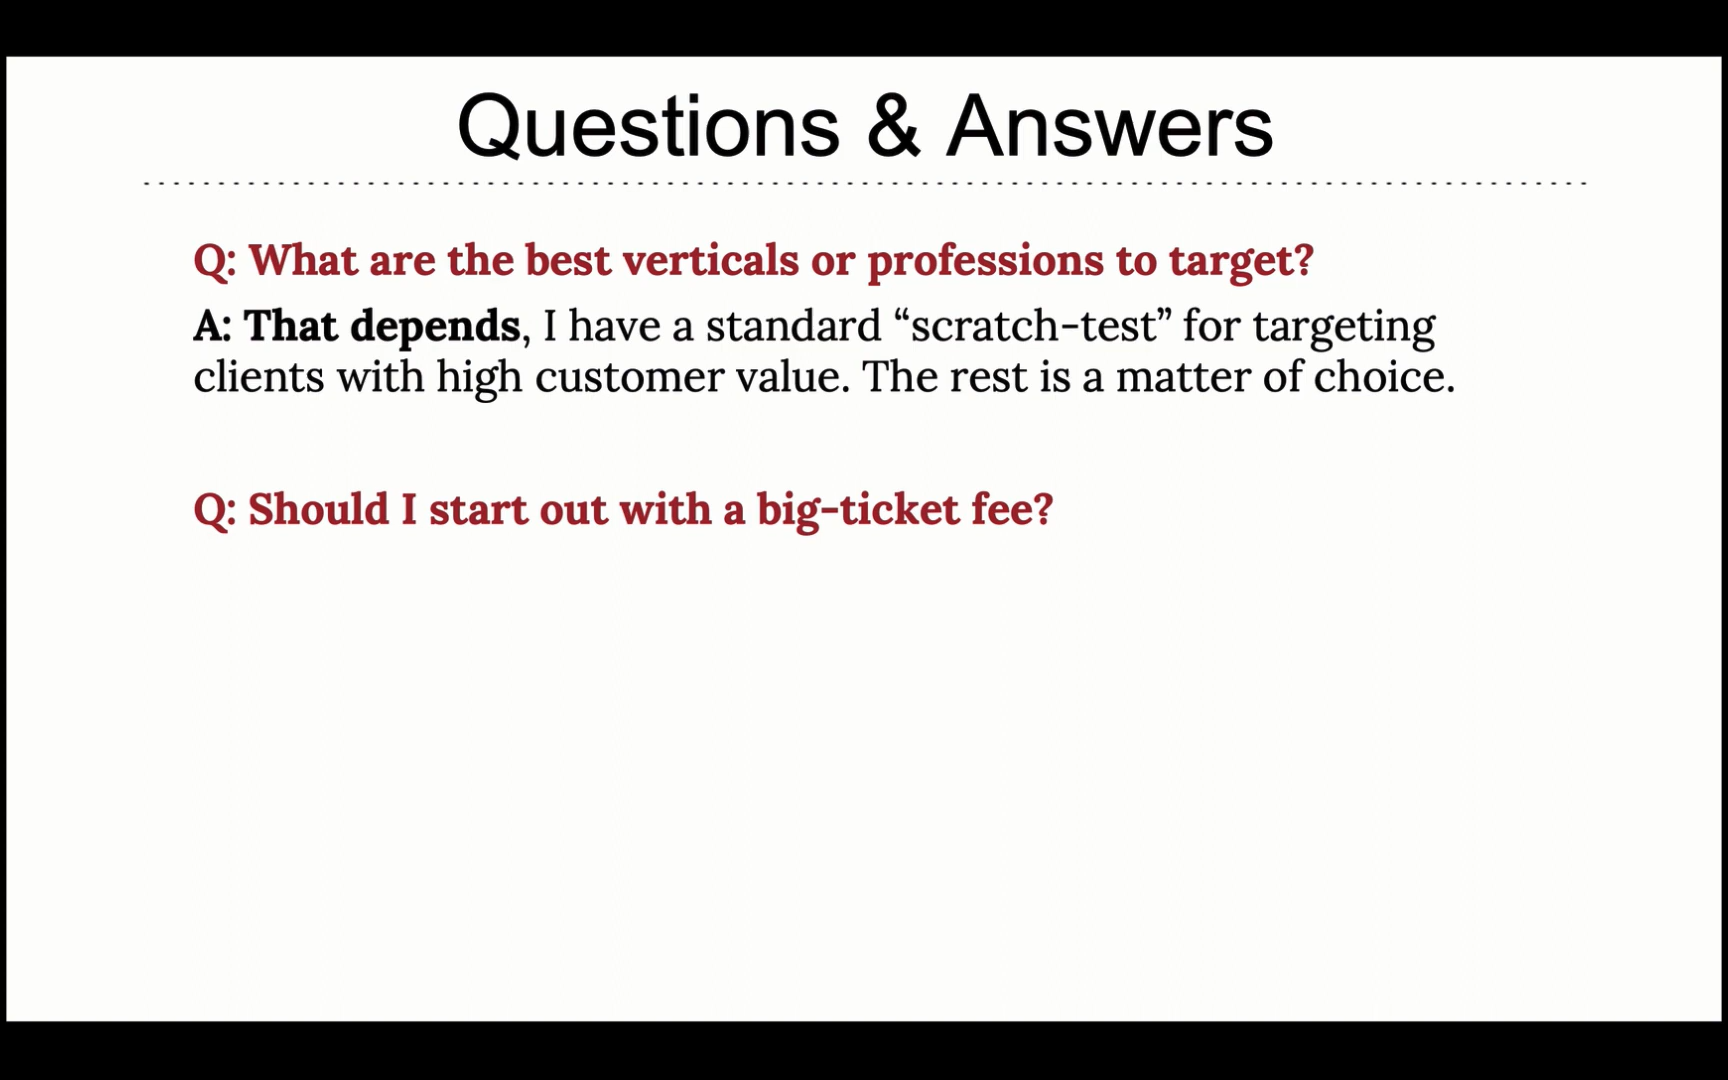 Questions & Answers
Q: What are the best verticals or professions to target?
A: That depends, I have a standard “scratch-test” for targeting
clients with high customer value. The rest is a matter of choice.
Q: Should I start out with a big-ticket fee?